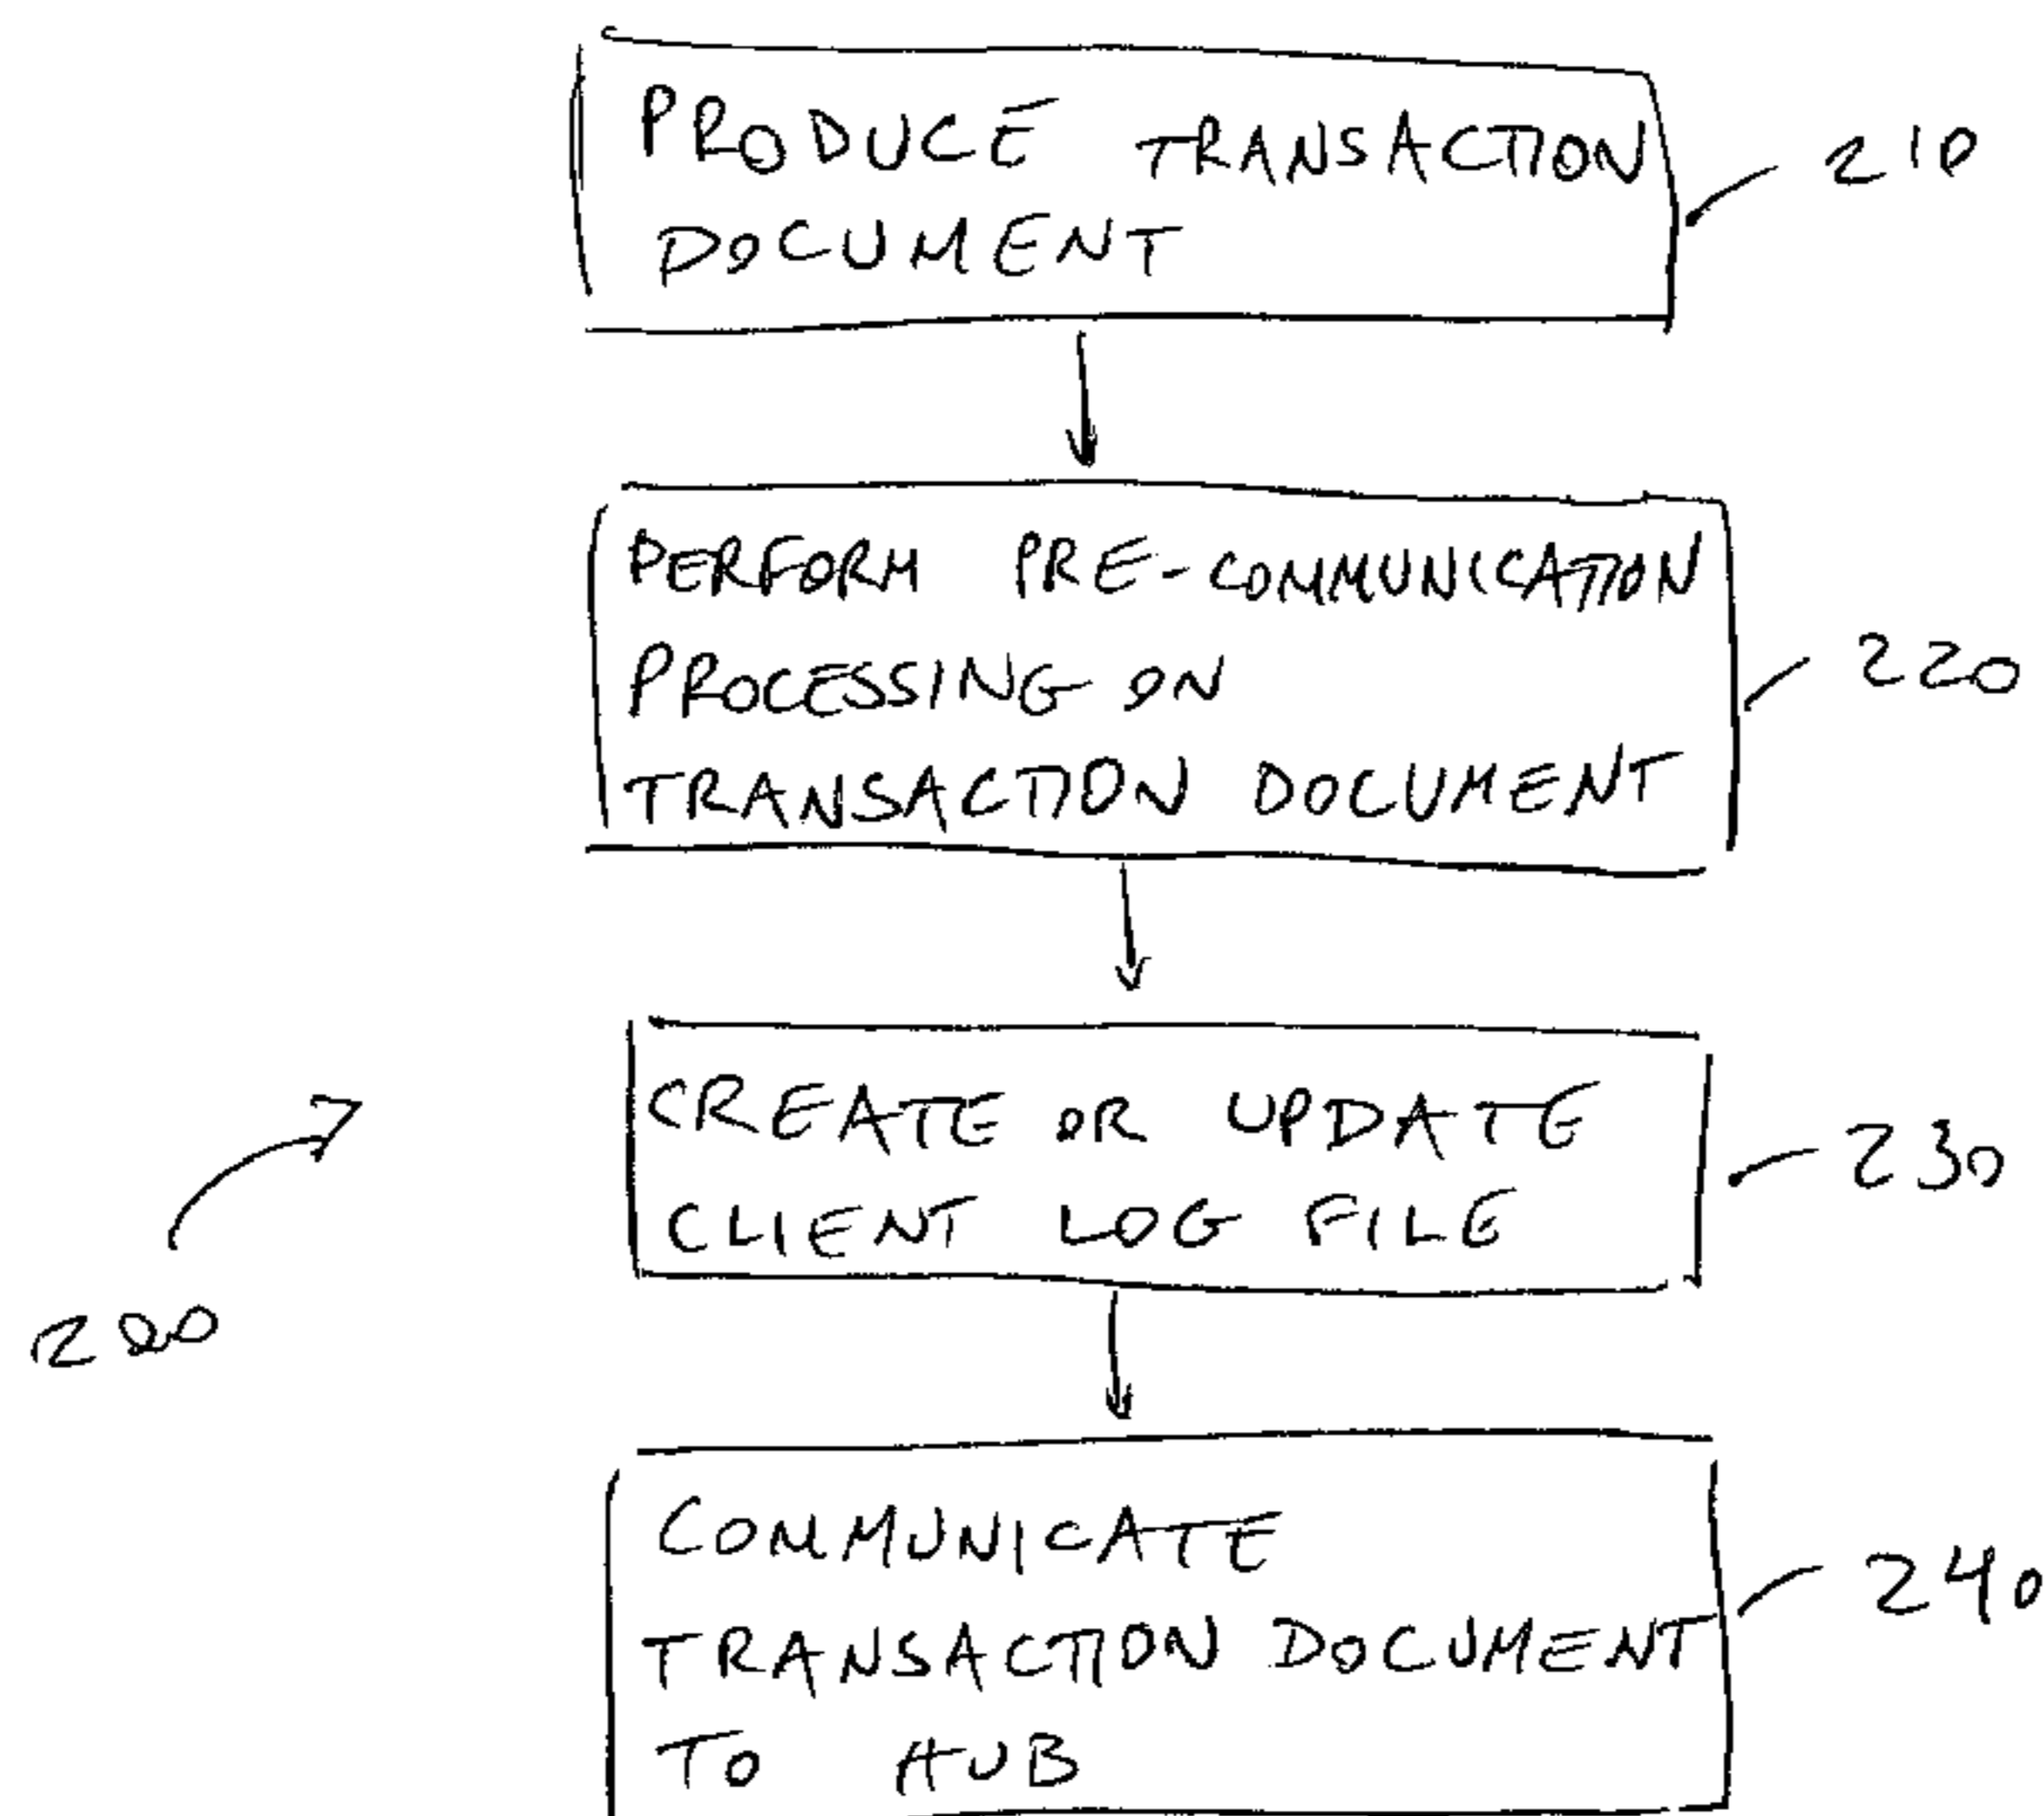 PRODUCE TRANSACTION
DOCUMENT
210
PERFORM PRE-COMMUNICATION
PROCESSING ON
TRANSACTION DOCUMENT
220
CREATE OR UPDATE
CLIENT LOG FILE
230
200
COMMUNICATE
TRANSACTION DOCUMENT
TO HUB
240